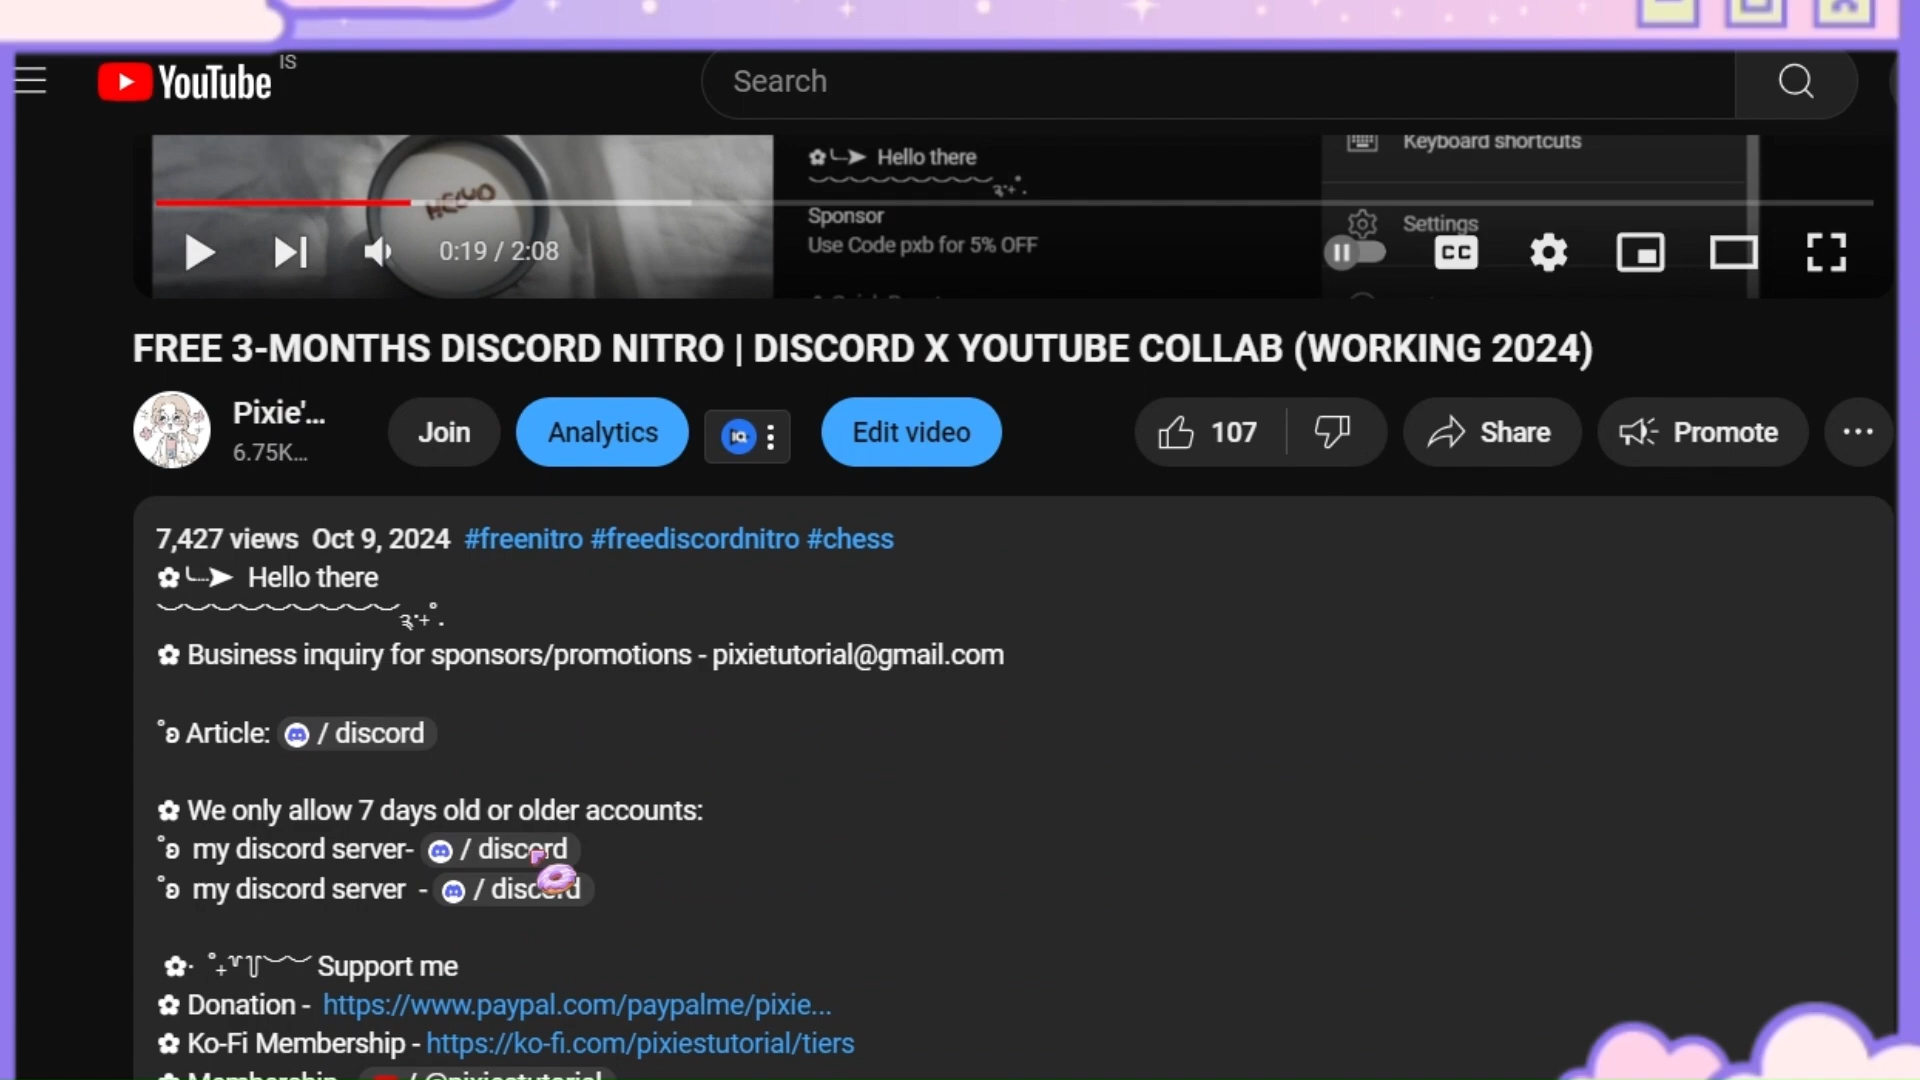 YouTube IS
Search
HELLO
✿╰┈➤ Hello there
Sponsor
Use Code pxb for 5% OFF
Keyboard shortcuts
Settings
0:19 / 2:08
CC
FREE 3-MONTHS DISCORD NITRO | DISCORD X YOUTUBE COLLAB (WORKING 2024)
Pixie'...
6.75K...
Join
Analytics
Edit video
107
Share
Promote
7,427 views Oct 9, 2024 #freenitro #freediscordnitro #chess
✿╰┈➤ Hello there
✿ Business inquiry for sponsors/promotions - pixietutorial@gmail.com
˚ʚ Article: / discord
✿ We only allow 7 days old or older accounts:
˚ʚ my discord server- / discord
˚ʚ my discord server - / discord
Support me
✿ Donation - https://www.paypal.com/paypalme/pixie...
✿ Ko-Fi Membership - https://ko-fi.com/pixiestutorial/tiers
✿ Membership - / @pixiestutorial